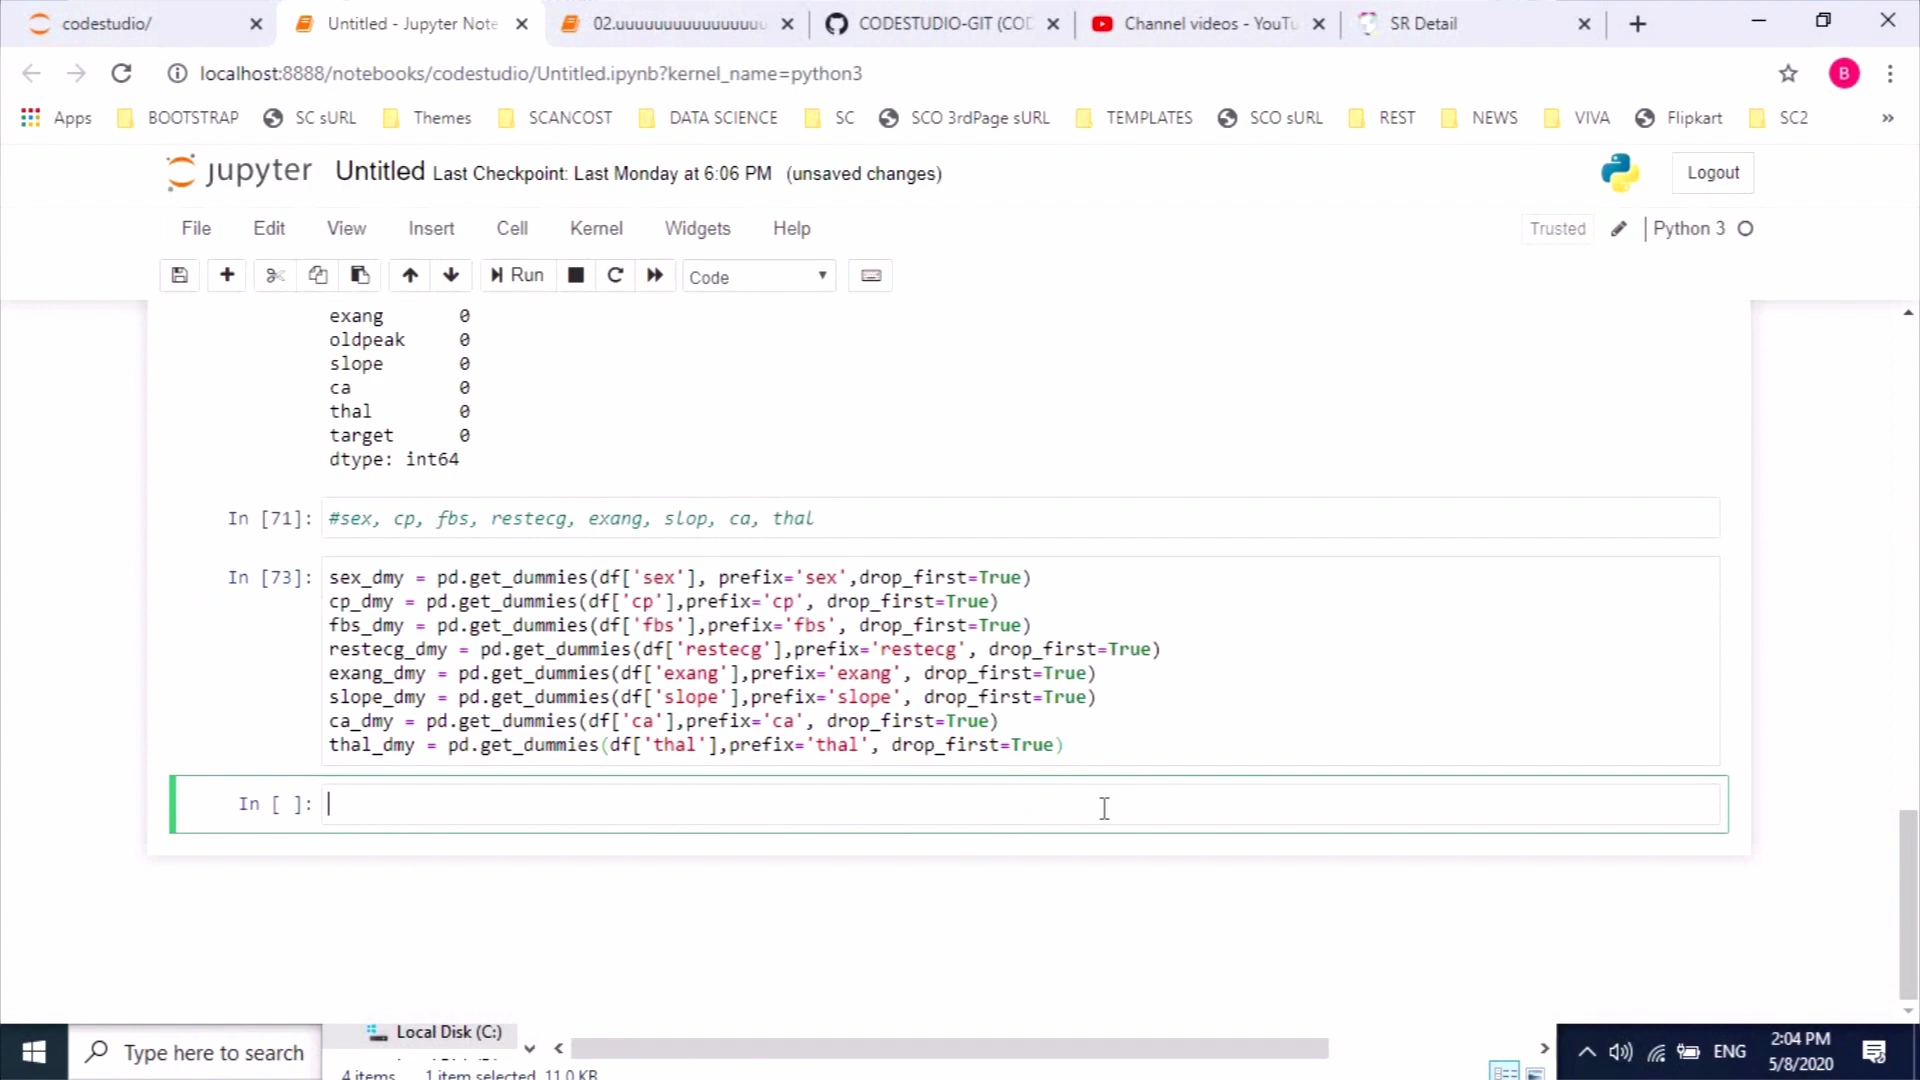 codestudio/
Untitled - Jupyter Note
CODESTUDIO-GIT (COD
Channel videos - YouTu
SR Detail
localhost:8888/notebooks/codestudio/Untitled.ipynb?kernel_name=python3
B
Apps BOOTSTRAP SC sURL Themes SCANCOST DATA SCIENCE SC SCO 3rdPage sURL TEMPLATES SCO sURL REST NEWS VIVA Flipkart SC2 »
jupyter Untitled Last Checkpoint: Last Monday at 6:06 PM (unsaved changes)
Logout
File Edit View Insert Cell Kernel Widgets Help
Trusted Python 3
Run Code
exang 0
oldpeak 0
slope 0
ca 0
thal 0
target 0
dtype: int64
In [71]: #sex, cp, fbs, restecg, exang, slop, ca, thal
In [73]: sex_dmy = pd.get_dummies(df['sex'], prefix='sex',drop_first=True)
cp_dmy = pd.get_dummies(df['cp'],prefix='cp', drop_first=True)
fbs_dmy = pd.get_dummies(df['fbs'],prefix='fbs', drop_first=True)
restecg_dmy = pd.get_dummies(df['restecg'],prefix='restecg', drop_first=True)
exang_dmy = pd.get_dummies(df['exang'],prefix='exang', drop_first=True)
slope_dmy = pd.get_dummies(df['slope'],prefix='slope', drop_first=True)
ca_dmy = pd.get_dummies(df['ca'],prefix='ca', drop_first=True)
thal_dmy = pd.get_dummies(df['thal'],prefix='thal', drop_first=True)
In [ ]:
Local Disk (C:)
Type here to search
4 items 1 item selected 11.0 KB
ENG
2:04 PM
5/8/2020